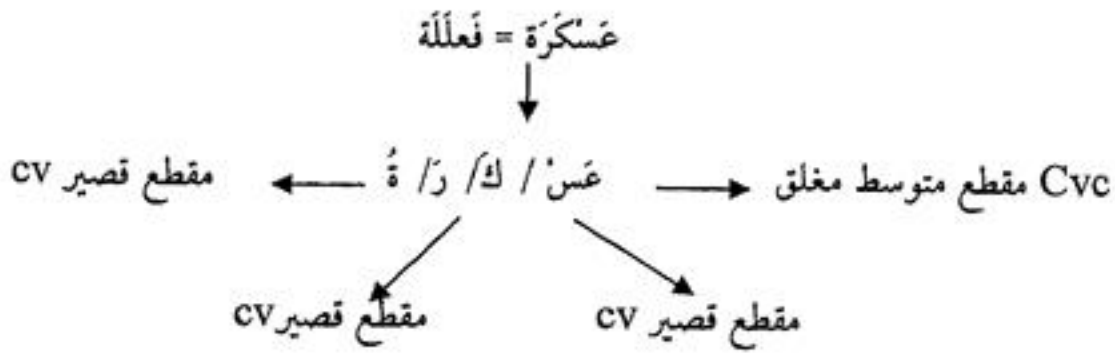 عَسْكَرَة = فَعلَلَة
Cvc مقطع متوسط مغلق عَسْ / كَ/ رَ/ ةُ مقطع قصير cv
مقطع قصير cv مقطع قصيرcv